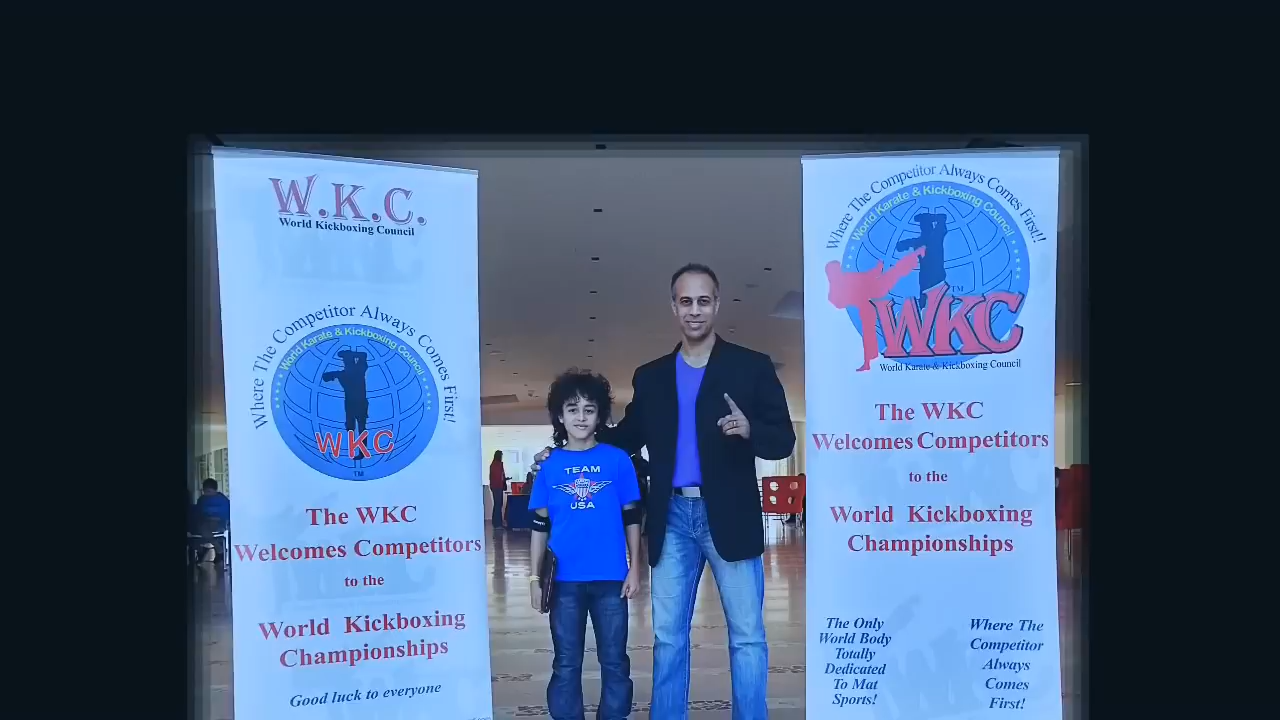 W.K.C.
World Kickboxing Council
Where The Competitor Always Comes First!
World Karate & Kickboxing Council
WKC
TM
The WKC
Welcomes Competitors
to the
World Kickboxing
Championships
Good luck to everyone
TEAM
USA
Where The Competitor Always Comes First!!
World Karate & Kickboxing Council
TM
WKC
World Karate & Kickboxing Council
The WKC
Welcomes Competitors
to the
World Kickboxing
Championships
The Only
World Body
Totally
Dedicated
To Mat
Sports!
Where The
Competitor
Always
Comes
First!